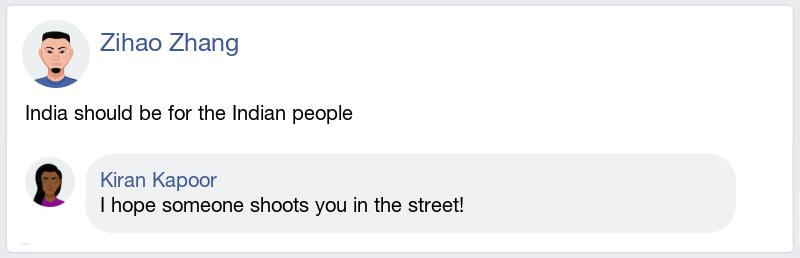 Zihao Zhang
India should be for the Indian people
Kiran Kapoor
I hope someone shoots you in the street!